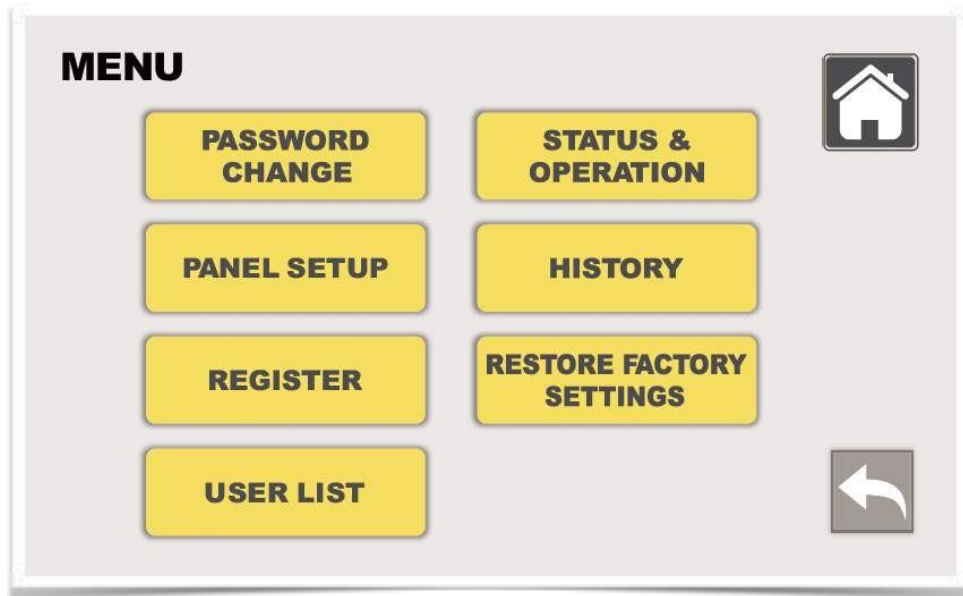 MENU
PASSWORD
CHANGE
STATUS &
OPERATION
PANEL SETUP
HISTORY
REGISTER
RESTORE FACTORY
SETTINGS
USER LIST